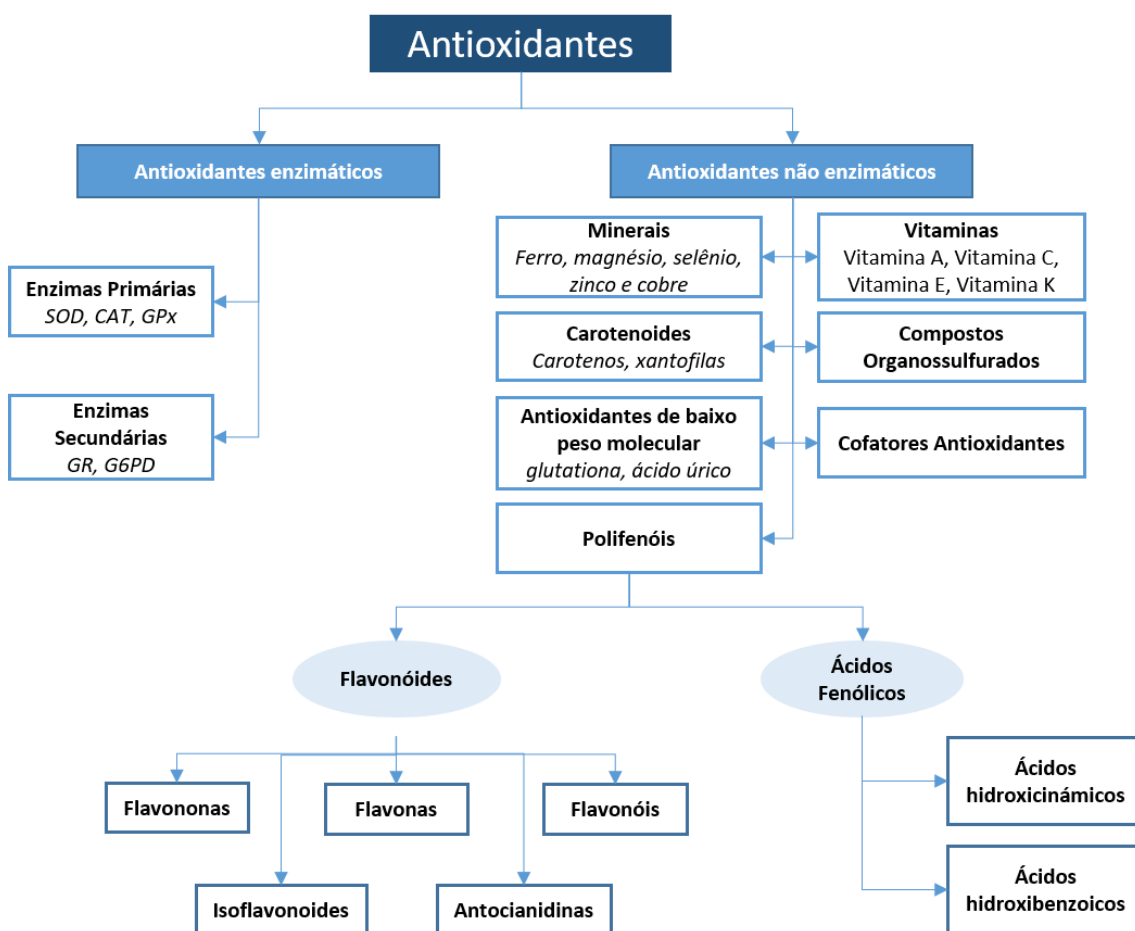 Antioxidantes
Antioxidantes enzimáticos
Antioxidantes não enzimáticos
Enzimas Primárias
SOD, CAT, GPx
Enzimas
Secundárias
GR, G6PD
Minerais
Ferro, magnésio, selênio,
zinco e cobre
Vitaminas
Vitamina A, Vitamina C,
Vitamina E, Vitamina K
Carotenoides
Carotenos, xantofilas
Compostos
Organossulfurados
Antioxidantes de baixo
peso molecular
glutationa, ácido úrico
Cofatores Antioxidantes
Polifenóis
Flavonóides
Ácidos
Fenólicos
Flavononas
Flavonas
Flavonóis
Isoflavonoides
Antocianidinas
Ácidos
hidroxicinámicos
Ácidos
hidroxibenzoicos